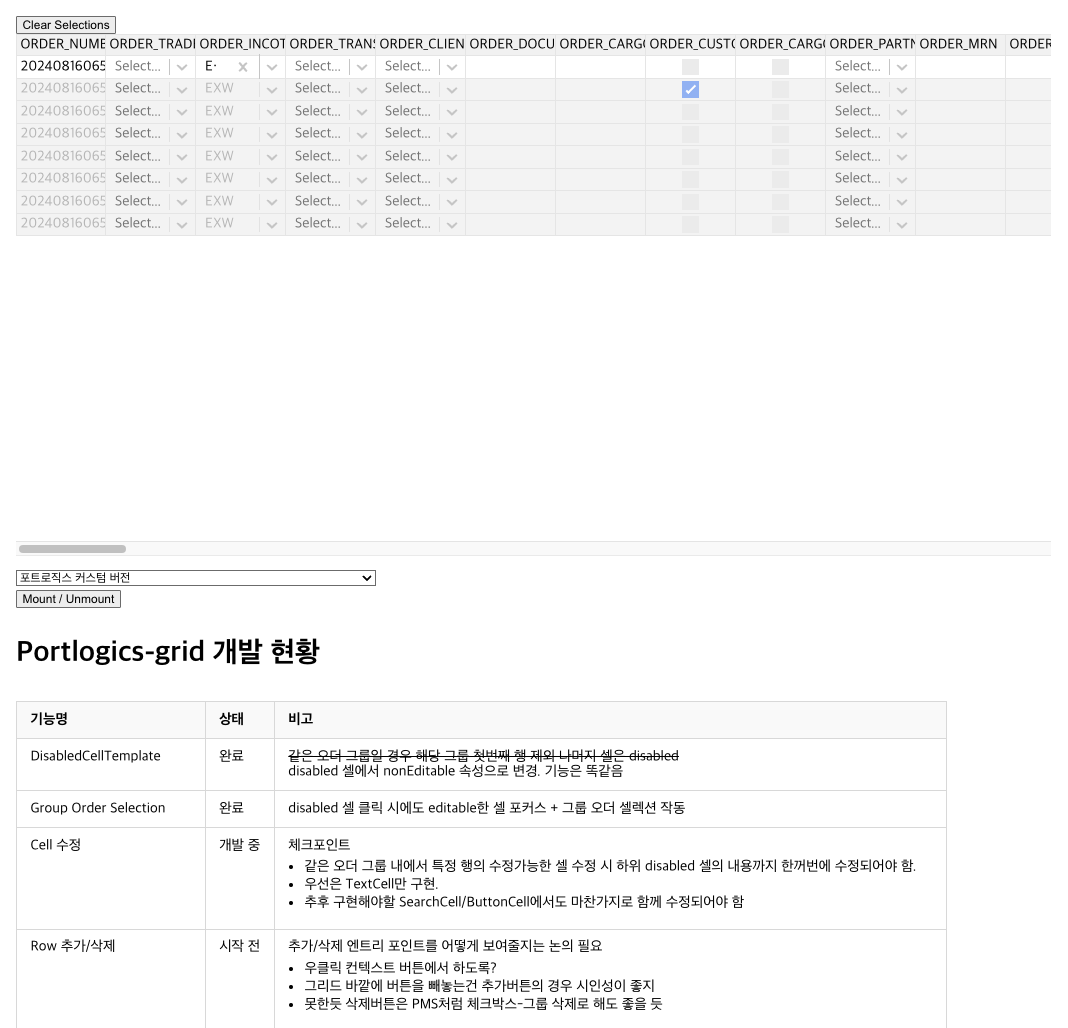 Clear Selections
ORDER_NUME ORDER_TRADI ORDER_INCOT ORDER_TRANS ORDER_CLIEN ORDER_DOCU ORDER_CARGO ORDER_CUSTO ORDER_CARGO ORDER_PARTN ORDER_MRN ORDER
20240816065 Select... E· Select... Select... Select...
20240816065 Select... EXW Select... Select... Select...
20240816065 Select... EXW Select... Select... Select...
20240816065 Select... EXW Select... Select... Select...
20240816065 Select... EXW Select... Select... Select...
20240816065 Select... EXW Select... Select... Select...
20240816065 Select... EXW Select... Select... Select...
20240816065 Select... EXW Select... Select... Select...
포트로직스 커스텀 버전
Mount / Unmount
Portlogics-grid 개발 현황
기능명 상태 비고
DisabledCellTemplate 완료 같은 오더 그룹일 경우 해당 그룹 첫번째 행 제외 나머지 셀은 disabled
disabled 셀에서 nonEditable 속성으로 변경. 기능은 똑같음
Group Order Selection 완료 disabled 셀 클릭 시에도 editable한 셀 포커스 + 그룹 오더 셀렉션 작동
Cell 수정 개발 중 체크포인트
• 같은 오더 그룹 내에서 특정 행의 수정가능한 셀 수정 시 하위 disabled 셀의 내용까지 한꺼번에 수정되어야 함.
• 우선은 TextCell만 구현.
• 추후 구현해야할 SearchCell/ButtonCell에서도 마찬가지로 함께 수정되어야 함
Row 추가/삭제 시작 전 추가/삭제 엔트리 포인트를 어떻게 보여줄지는 논의 필요
• 우클릭 컨텍스트 버튼에서 하도록?
• 그리드 바깥에 버튼을 빼놓는건 추가버튼의 경우 시인성이 좋지
• 못한듯 삭제버튼은 PMS처럼 체크박스-그룹 삭제로 해도 좋을 듯